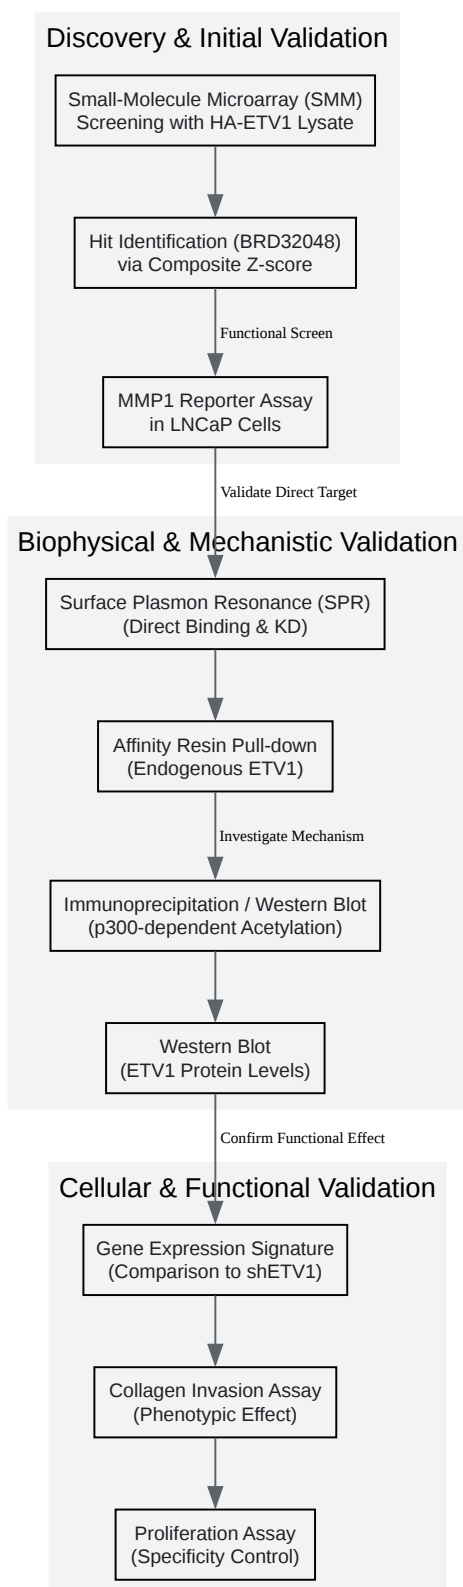 Discovery & Initial Validation
Small-Molecule Microarray (SMM)
Screening with HA-ETV1 Lysate
Hit Identification (BRD32048)
via Composite Z-score
Functional Screen
MMP1 Reporter Assay
in LNCaP Cells
Validate Direct Target
Biophysical & Mechanistic Validation
Surface Plasmon Resonance (SPR)
(Direct Binding & KD)
Affinity Resin Pull-down
(Endogenous ETV1)
Investigate Mechanism
Immunoprecipitation / Western Blot
(p300-dependent Acetylation)
Western Blot
(ETV1 Protein Levels)
Confirm Functional Effect
Cellular & Functional Validation
Gene Expression Signature
(Comparison to shETV1)
Collagen Invasion Assay
(Phenotypic Effect)
Proliferation Assay
(Specificity Control)